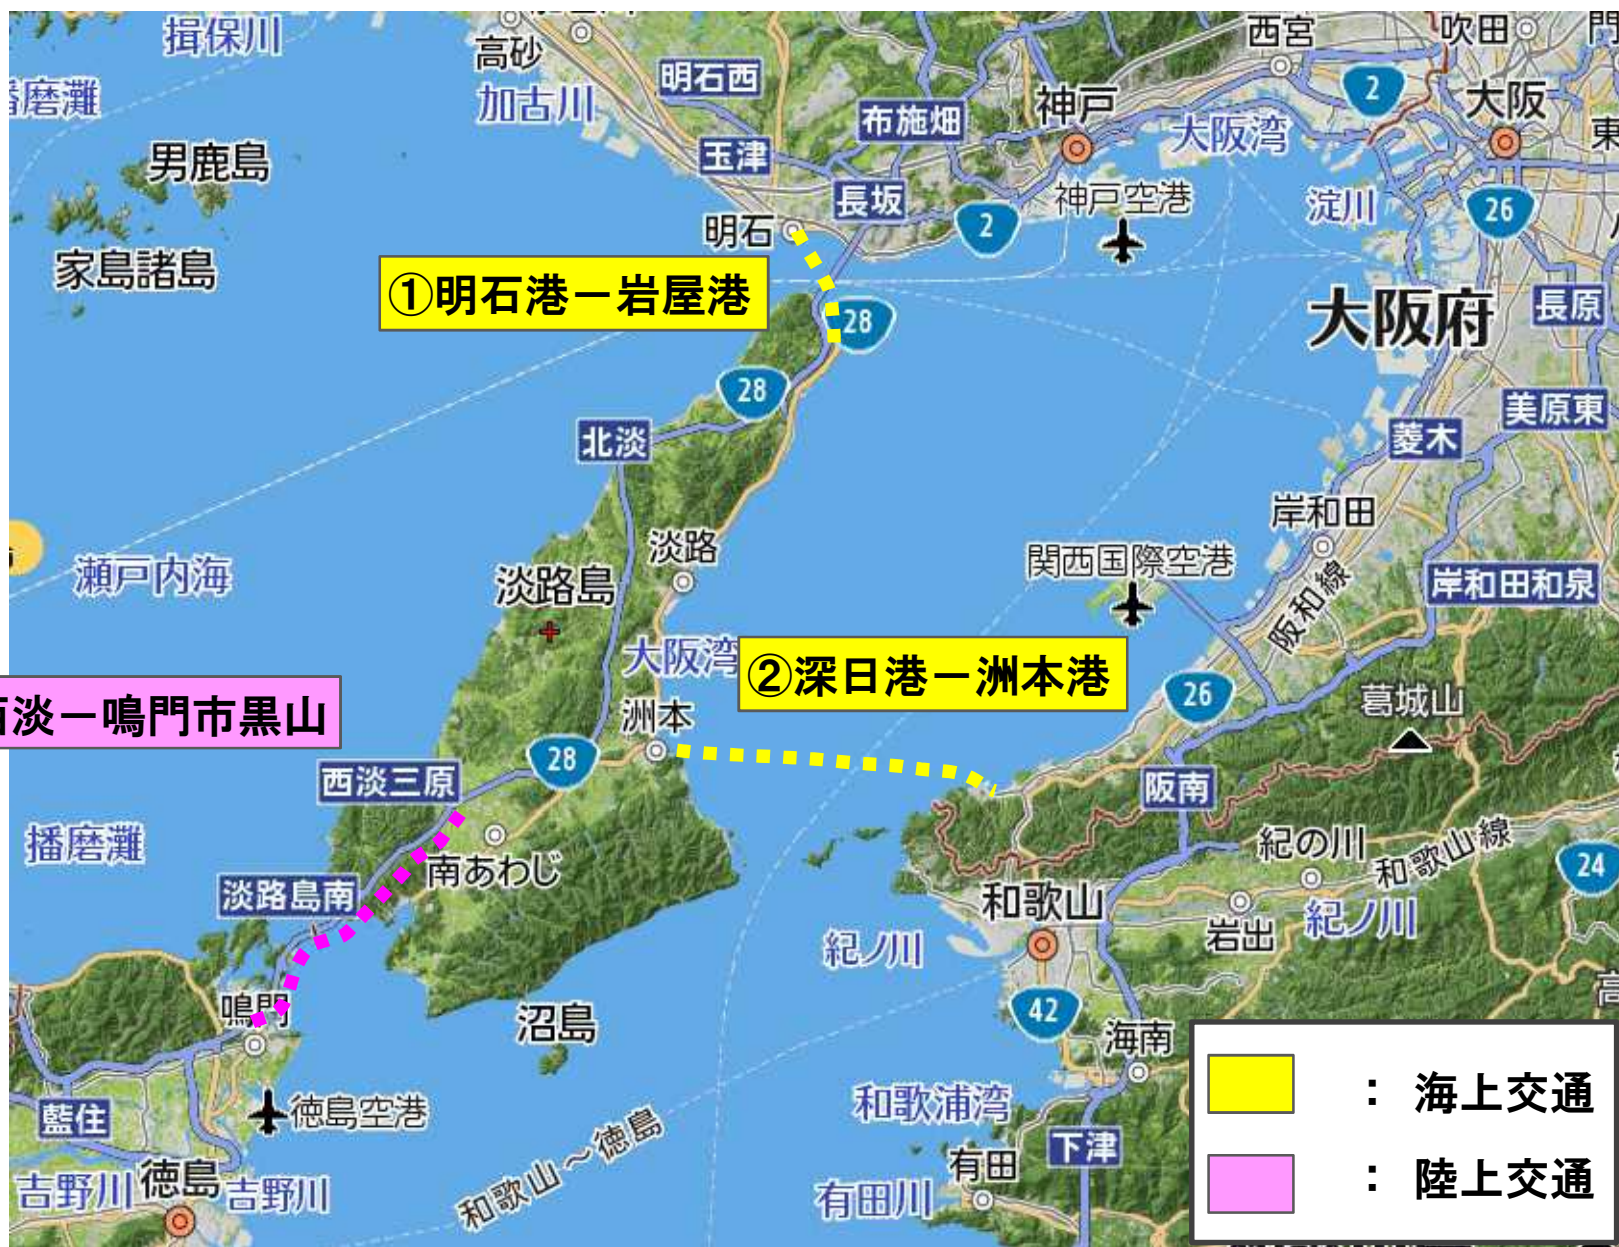 揖保川
高砂
加古川
明石西
西宮
吹田
門
2
播磨灘
布施畑
神戸
大阪
大阪湾
東
玉津
男鹿島
長坂
神戸空港
淀川
26
明石
2
家島諸島
①明石港－岩屋港
28
大阪府
長原
28
美原東
北淡
菱木
岸和田
淡路
関西国際空港
瀬戸内海
淡路島
岸和田和泉
阪和線
大阪湾
②深日港－洲本港
26
葛城山
西淡－鳴門市黒山
洲本
28
西淡三原
阪南
播磨灘
南あわじ
紀の川
和歌山線
24
淡路島南
和歌山
岩出
紀ノ川
紀ノ川
鳴門
沼島
42
海南
高
： 海上交通
藍住
徳島空港
和歌浦湾
和歌山～徳島
下津
吉野川
徳島
吉野川
有田
有田川
： 陸上交通